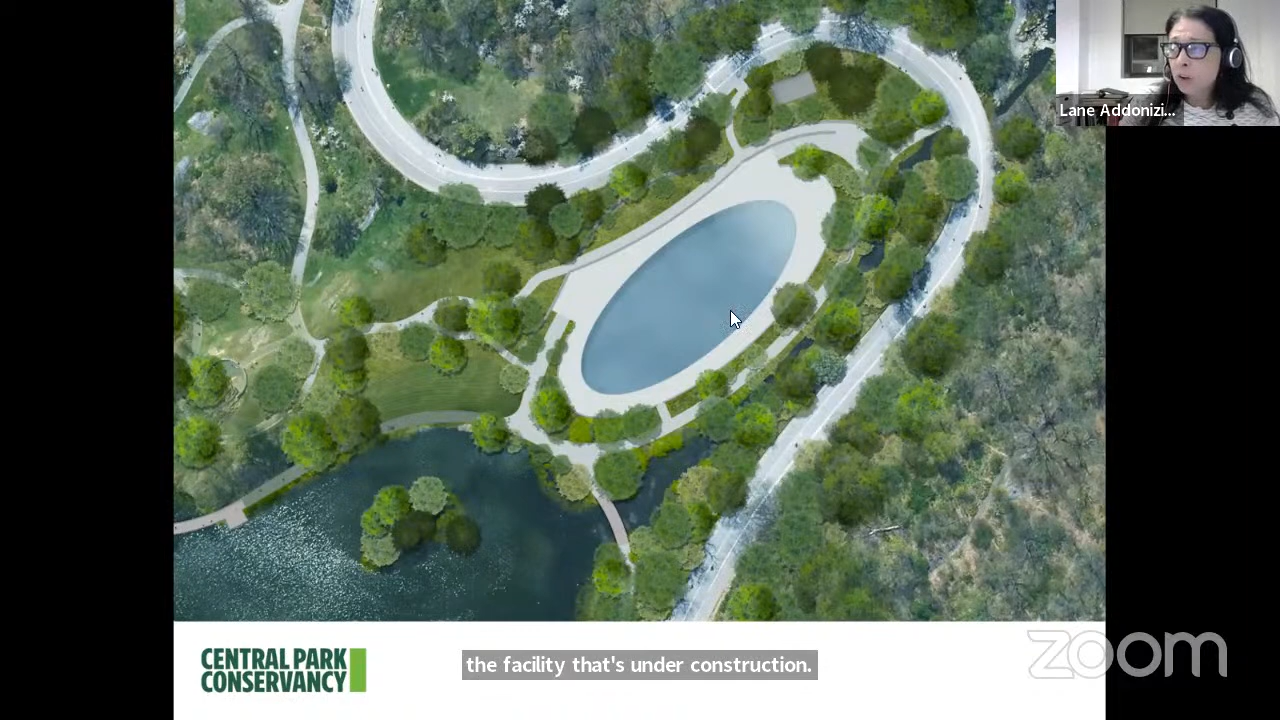 Lane Addonizi...
CENTRAL PARK
CONSERVANCY
the facility that's under construction.
zoom